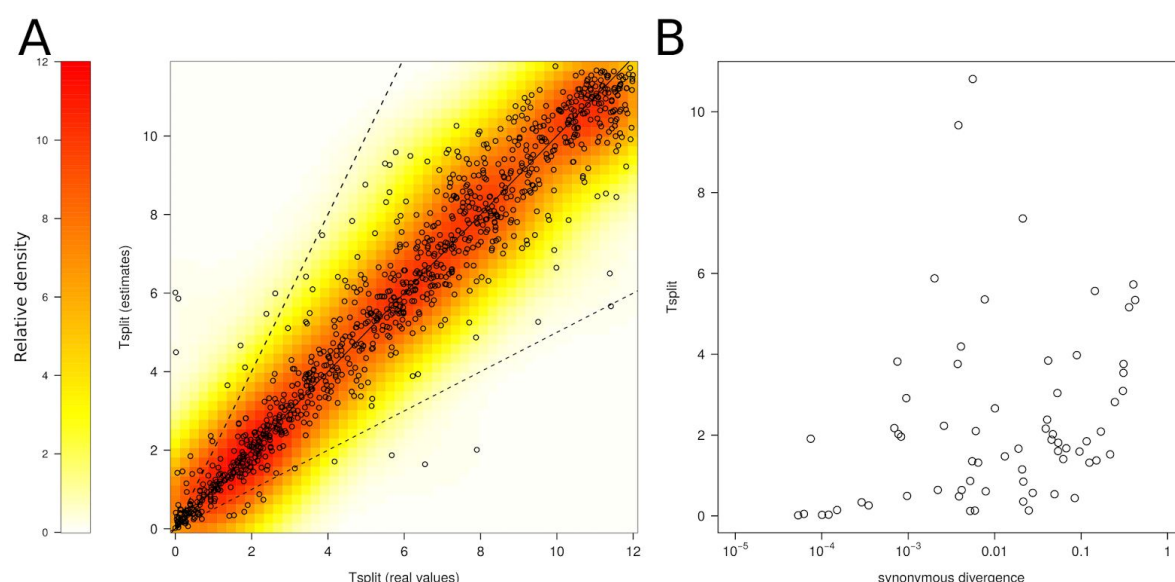 A
B
12
10
8
6
4
2
0
Relative density
Tsplit (estimates)
10
8
6
4
2
0
0 2 4 6 8 10 12
Tsplit (real values)
Tsplit
10
8
6
4
2
0
10⁻⁵ 10⁻⁴ 10⁻³ 0.01 0.1 1
synonymous divergence